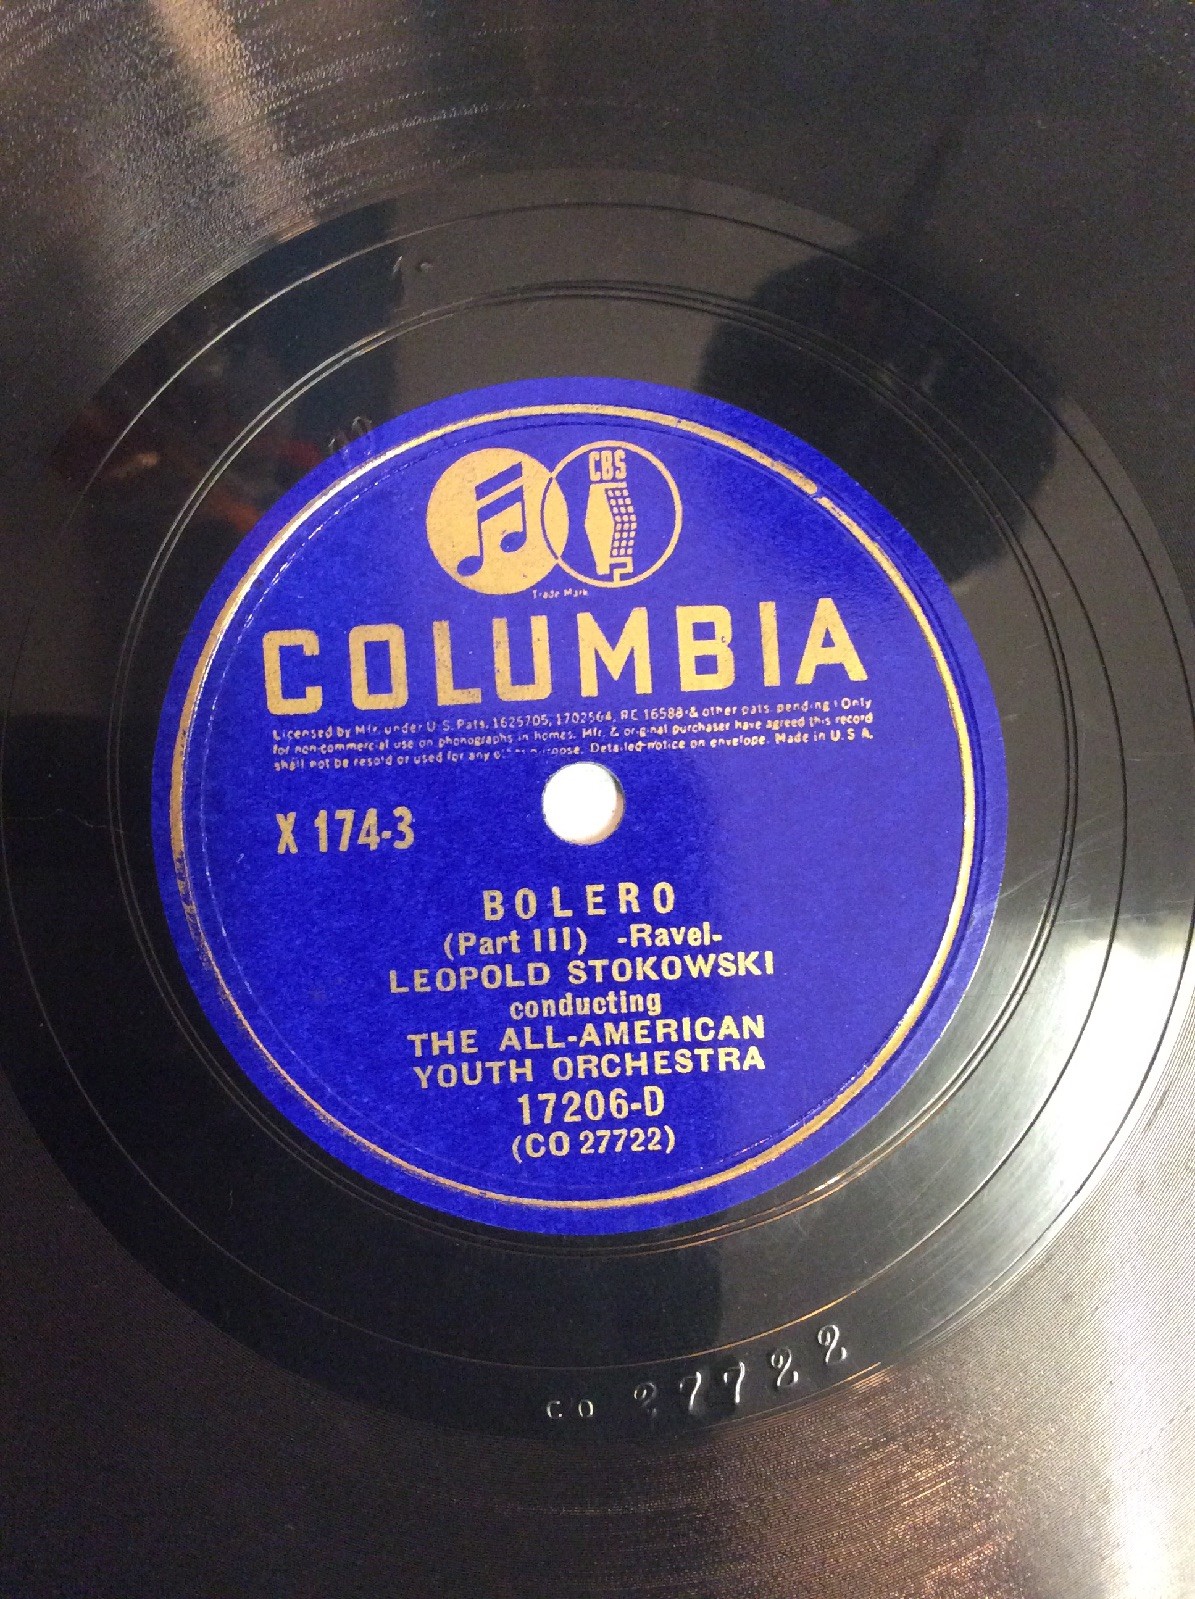 CBS
Trade Mark
COLUMBIA
Licensed by Mfr. under U.S. Pats. 1625705, 1702564, RE 16588 & other pats. pending. Only
for non-commercial use on phonographs in homes. Mfr. & original purchaser have agreed this record
shall not be resold or used for any purpose. Detailed notice on envelope. Made in U.S.A.
X 174-3
BOLERO
(Part III) -Ravel-
LEOPOLD STOKOWSKI
conducting
THE ALL-AMERICAN
YOUTH ORCHESTRA
17206-D
(CO 27722)
CO 27722